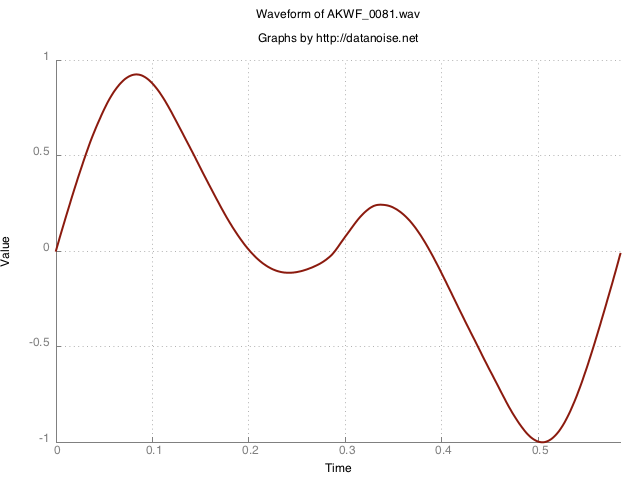 Waveform of AKWF_0081.wav
Graphs by http://datanoise.net
1
0.5
0
-0.5
-1
Value
0 0.1 0.2 0.3 0.4 0.5
Time